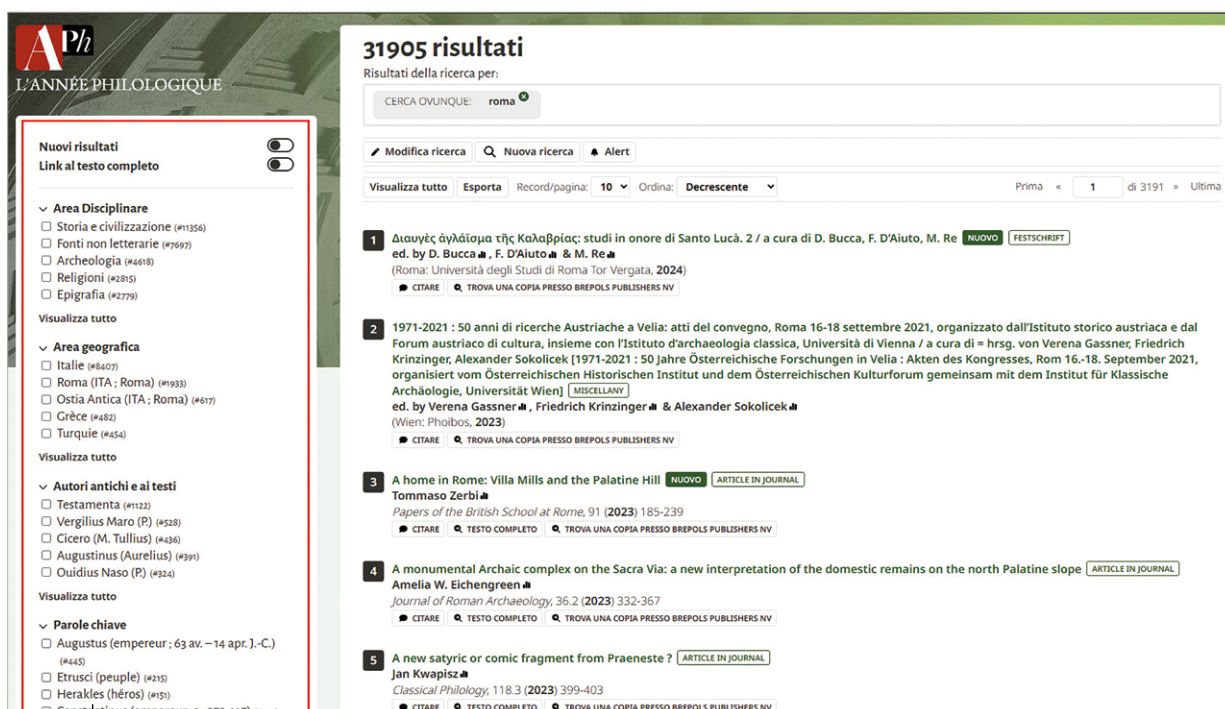 APh
L'ANNÉE PHILOLOGIQUE
Nuovi risultati
Link al testo completo
Area Disciplinare
Storia e civilizzazione (#11356)
Fonti non letterarie (#7697)
Archeologia (#4618)
Religioni (#2815)
Epigrafia (#2779)
Visualizza tutto
Area geografica
Italie (#8407)
Roma (ITA ; Roma) (#1933)
Ostia Antica (ITA ; Roma) (#617)
Grèce (#482)
Turquie (#454)
Visualizza tutto
Autori antichi e ai testi
Testamenta (#1122)
Vergilius Maro (P.) (#528)
Cicero (M. Tullius) (#436)
Augustinus (Aurelius) (#391)
Ouidius Naso (P.) (#324)
Visualizza tutto
Parole chiave
Augustus (empereur ; 63 av. – 14 apr. J.-C.)
(#445)
Etrusci (peuple) (#215)
Herakles (héros) (#151)
31905 risultati
Risultati della ricerca per:
CERCA OVUNQUE: roma
Modifica ricerca Nuova ricerca Alert
Visualizza tutto Esporta Record/pagina: 10 Ordina: Decrescente Prima « 1 di 3191 » Ultima
1 Διαυγὲς ἀγλάϊσμα τῆς Καλαβρίας: studi in onore di Santo Lucà. 2 / a cura di D. Bucca, F. D'Aiuto, M. Re NUOVO FESTSCHRIFT
ed. by D. Bucca , F. D'Aiuto & M. Re
(Roma: Università degli Studi di Roma Tor Vergata, 2024)
CITARE TROVA UNA COPIA PRESSO BREPOLS PUBLISHERS NV
2 1971-2021 : 50 anni di ricerche Austriache a Velia: atti del convegno, Roma 16-18 settembre 2021, organizzato dall'Istituto storico austriaca e dal
Forum austriaco di cultura, insieme con l'Istituto d'archaeologia classica, Università di Vienna / a cura di = hrsg. von Verena Gassner, Friedrich
Krinzinger, Alexander Sokolicek [1971-2021 : 50 Jahre Österreichische Forschungen in Velia : Akten des Kongresses, Rom 16.-18. September 2021,
organisiert vom Österreichischen Historischen Institut und dem Österreichischen Kulturforum gemeinsam mit dem Institut für Klassische
Archäologie, Universität Wien] MISCELLANY
ed. by Verena Gassner , Friedrich Krinzinger & Alexander Sokolicek
(Wien: Phoibos, 2023)
CITARE TROVA UNA COPIA PRESSO BREPOLS PUBLISHERS NV
3 A home in Rome: Villa Mills and the Palatine Hill NUOVO ARTICLE IN JOURNAL
Tommaso Zerbi
Papers of the British School at Rome, 91 (2023) 185-239
CITARE TESTO COMPLETO TROVA UNA COPIA PRESSO BREPOLS PUBLISHERS NV
4 A monumental Archaic complex on the Sacra Via: a new interpretation of the domestic remains on the north Palatine slope ARTICLE IN JOURNAL
Amelia W. Eichengreen
Journal of Roman Archaeology, 36.2 (2023) 332-367
CITARE TESTO COMPLETO TROVA UNA COPIA PRESSO BREPOLS PUBLISHERS NV
5 A new satyric or comic fragment from Praeneste ? ARTICLE IN JOURNAL
Jan Kwapisz
Classical Philology, 118.3 (2023) 399-403
CITARE TESTO COMPLETO TROVA UNA COPIA PRESSO BREPOLS PUBLISHERS NV